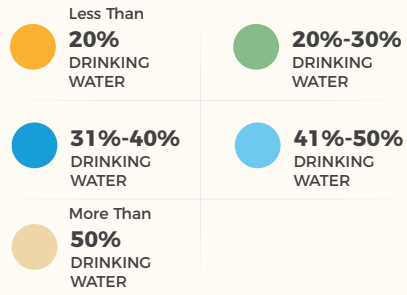 Less Than
20%
DRINKING
WATER
20%-30%
DRINKING
WATER
31%-40%
DRINKING
WATER
41%-50%
DRINKING
WATER
More Than
50%
DRINKING
WATER